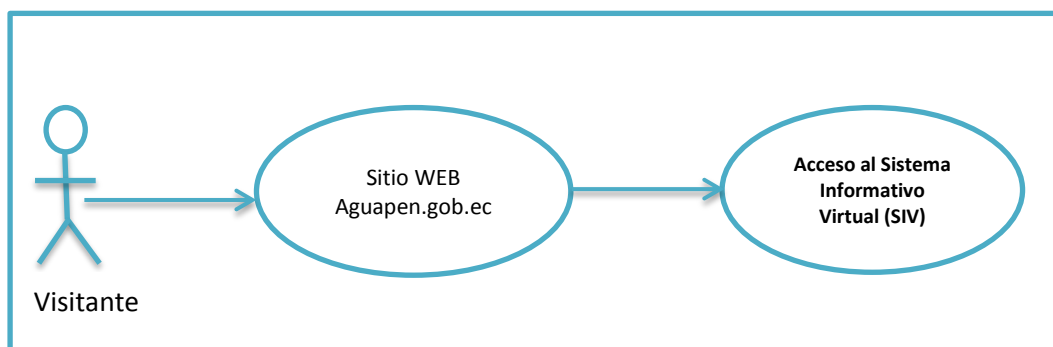 Sitio WEB
Aguapen.gob.ec
Acceso al Sistema
Informativo
Virtual (SIV)
Visitante